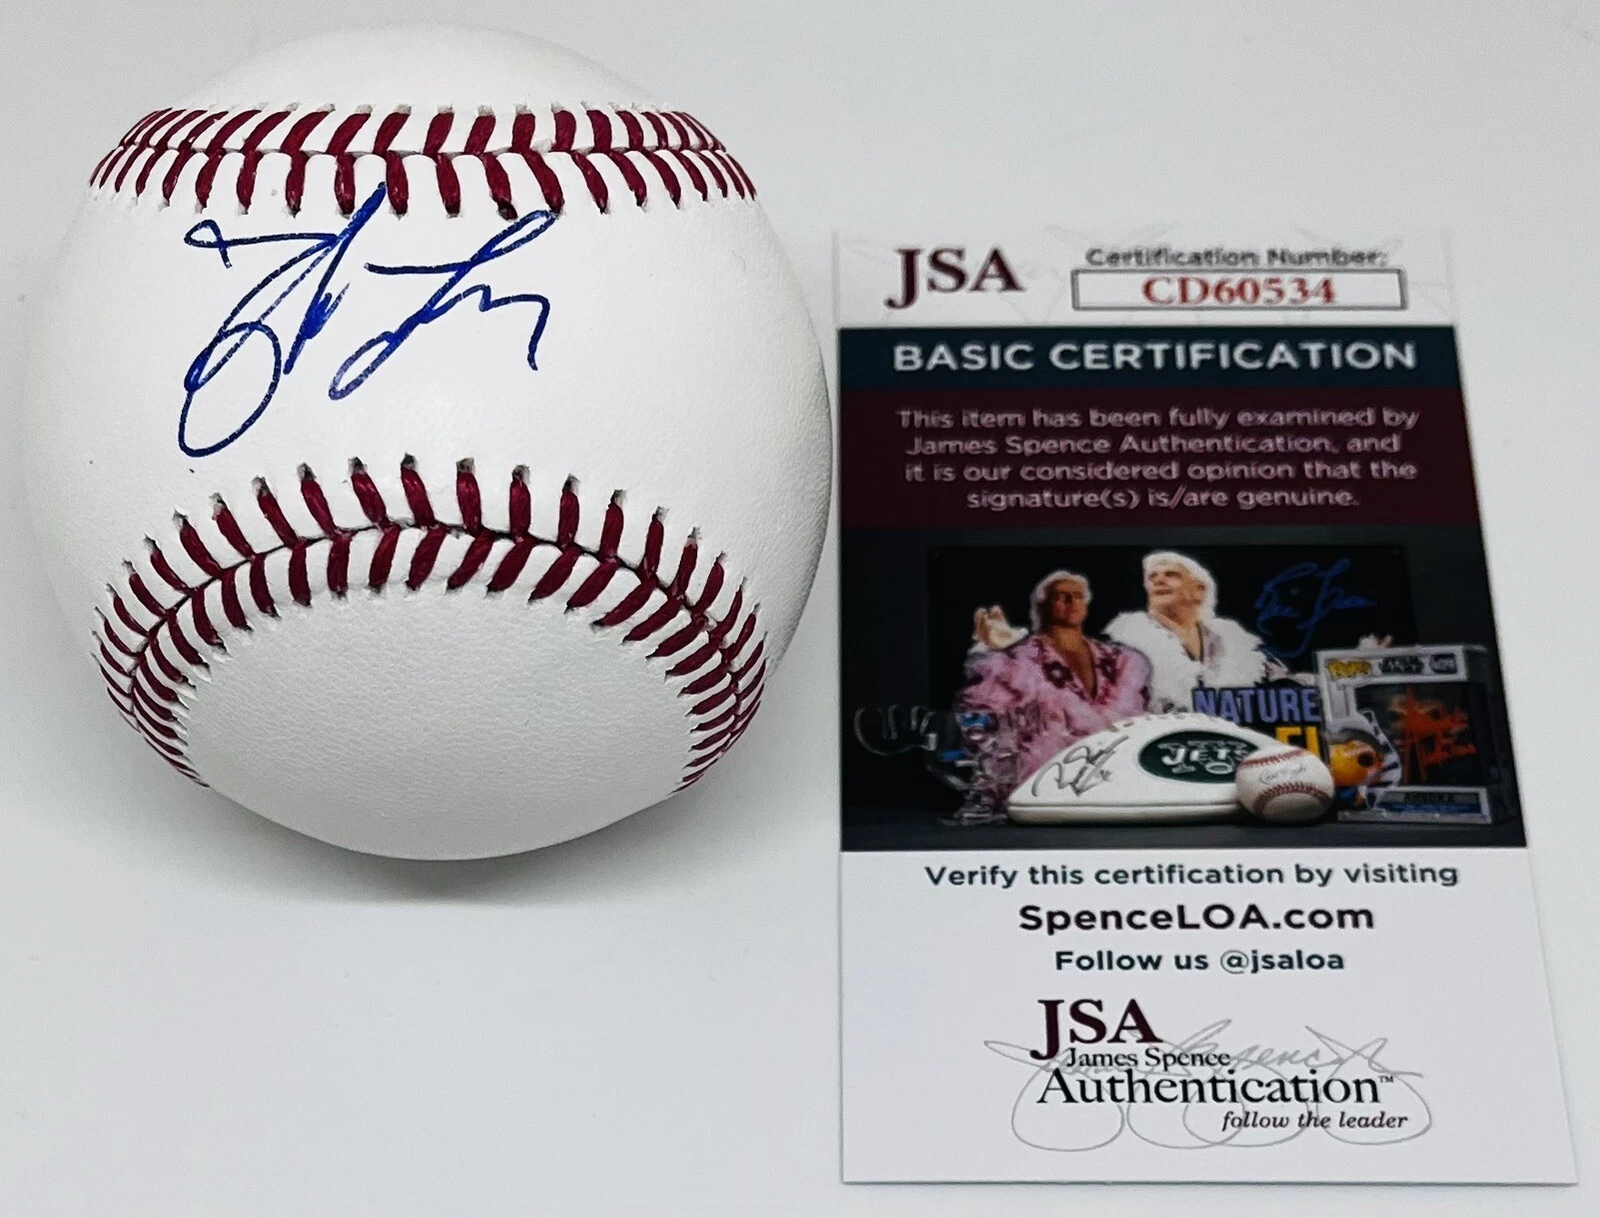 JSA
Certification Number:
CD60534
BASIC CERTIFICATION
This item has been fully examined by
James Spence Authentication, and
it is our considered opinion that the
signature(s) is/are genuine.
NATURE
JETS
Verify this certification by visiting
SpenceLOA.com
Follow us @jsaloa
JSA
James Spence
Authentication™
follow the leader